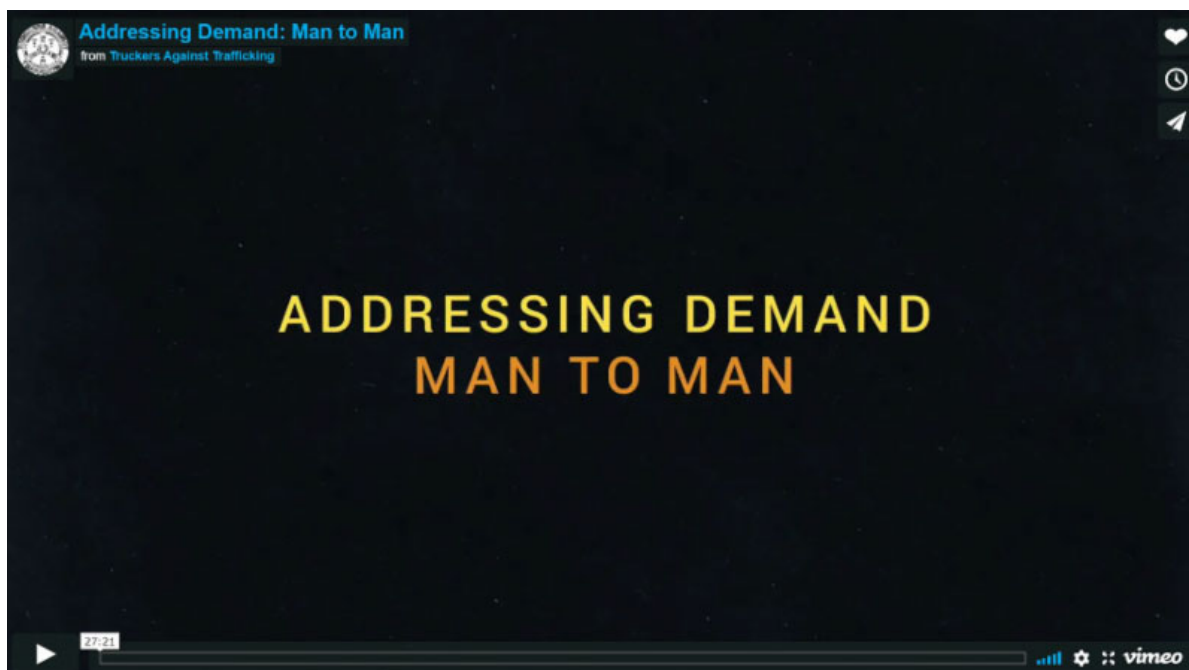 Addressing Demand: Man to Man
from Truckers Against Trafficking
ADDRESSING DEMAND
MAN TO MAN
27:21
vimeo